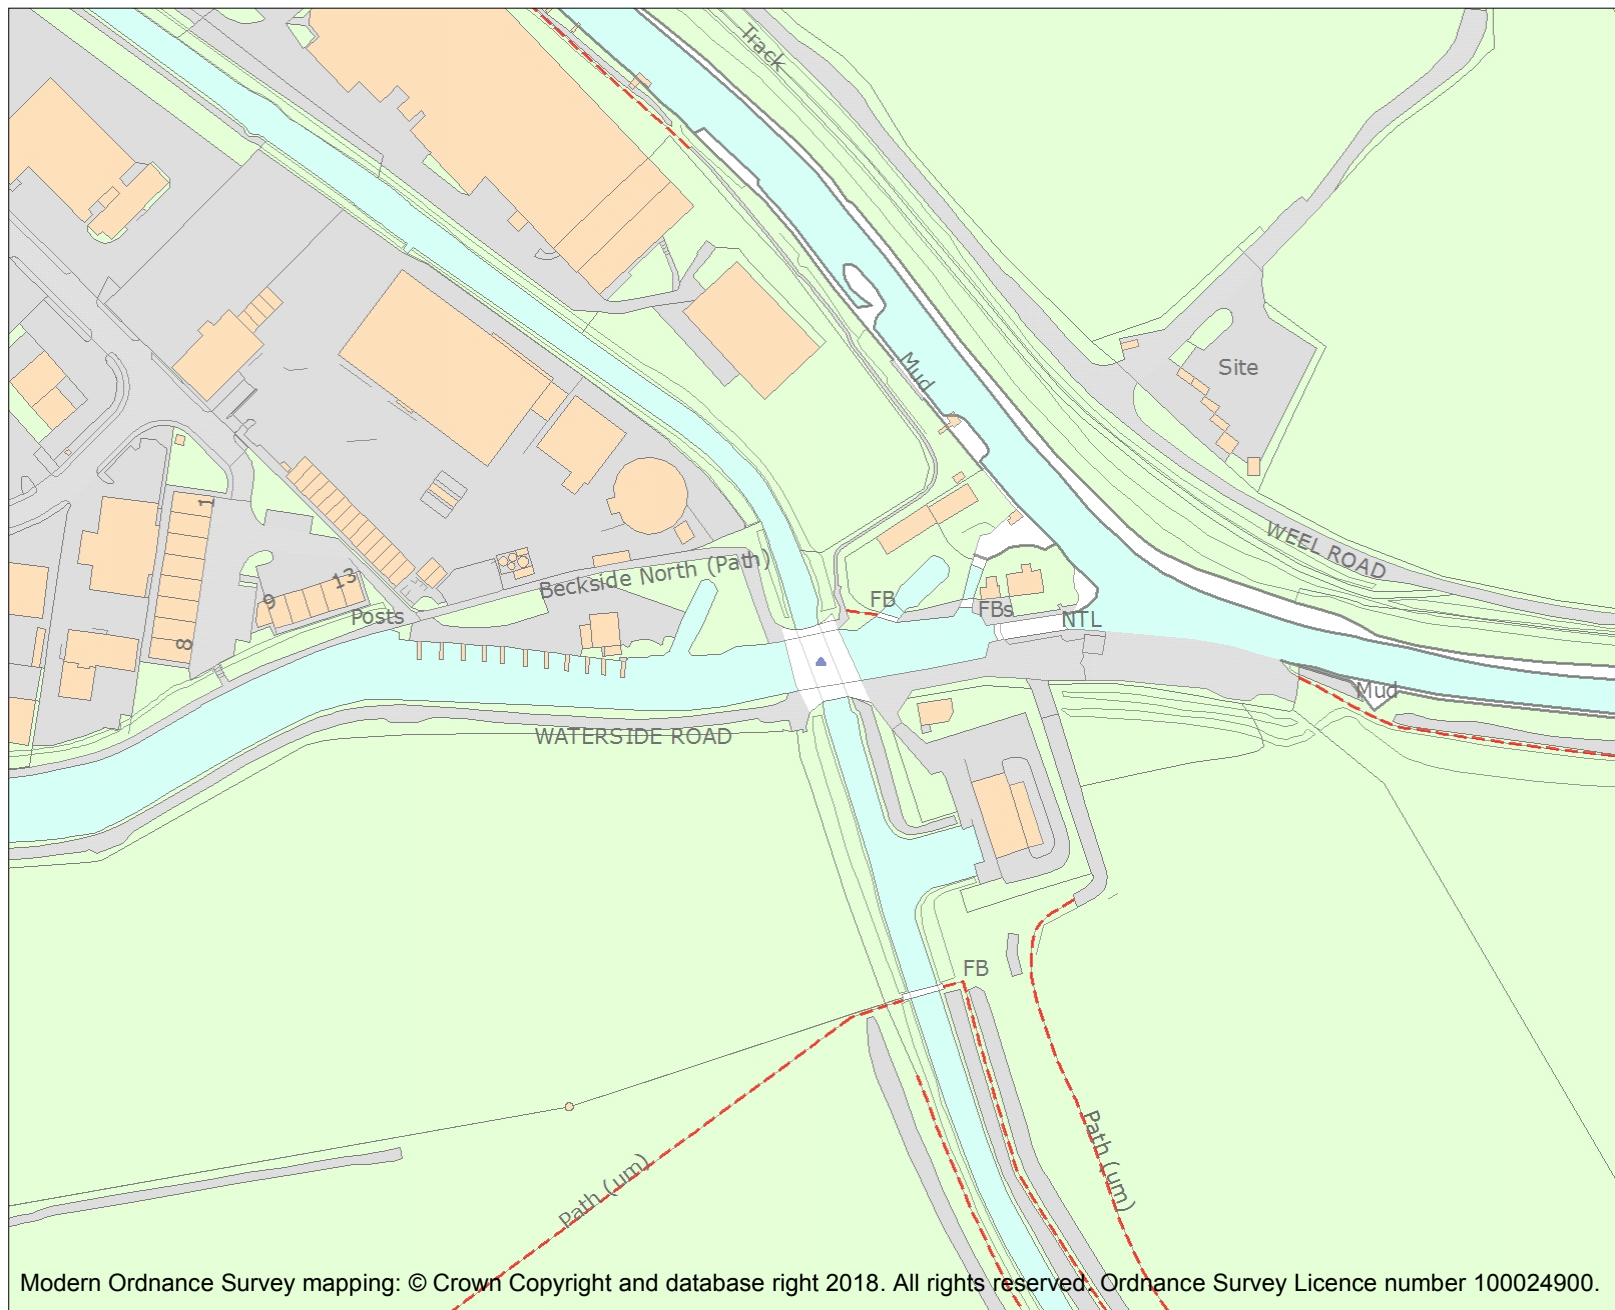 Track
Site
Mud
WEEL ROAD
1
Beckside North (Path)
13
9
FB
FBs
Posts
NTL
8
Mud
WATERSIDE ROAD
FB
Path (um)
Path (um)
Modern Ordnance Survey mapping: © Crown Copyright and database right 2018. All rights reserved. Ordnance Survey Licence number 100024900.